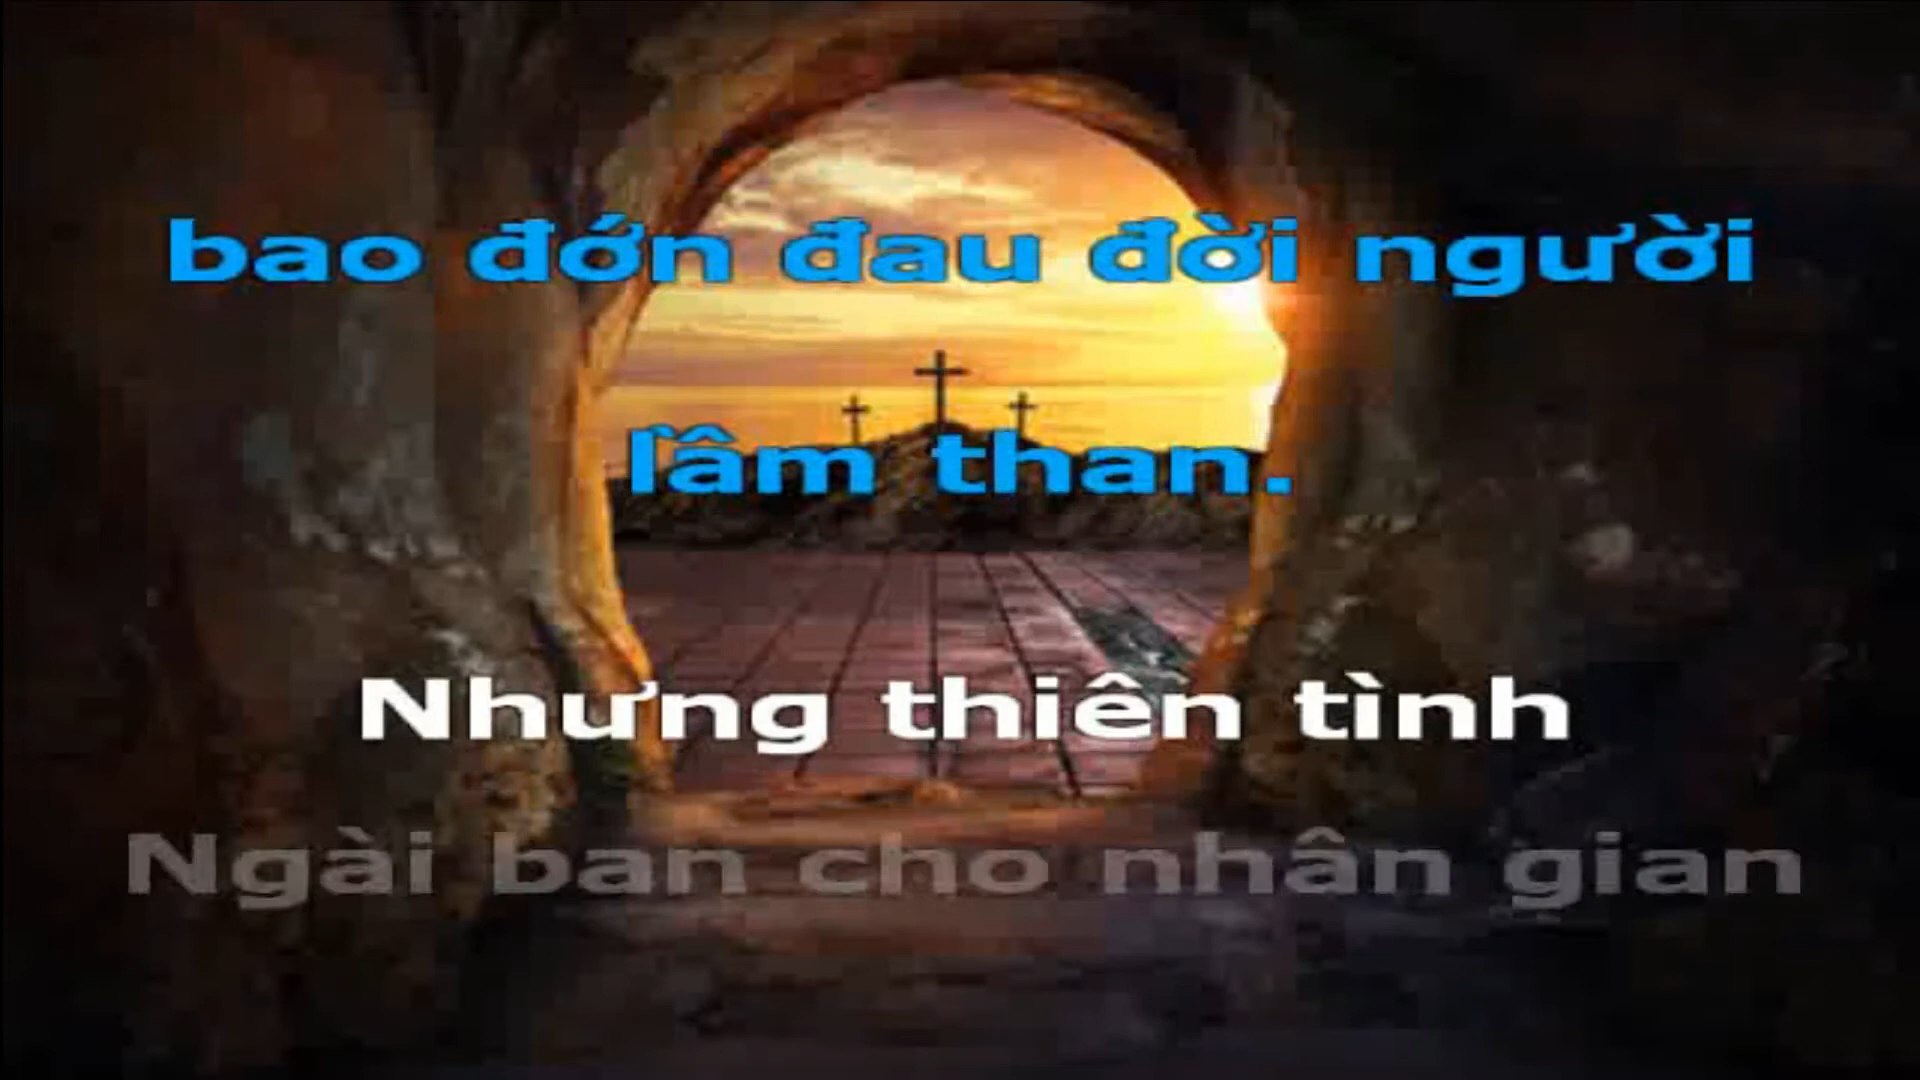 bao đớn đau đời người
lầm than.
Nhưng thiên tình
Ngài ban cho nhân gian